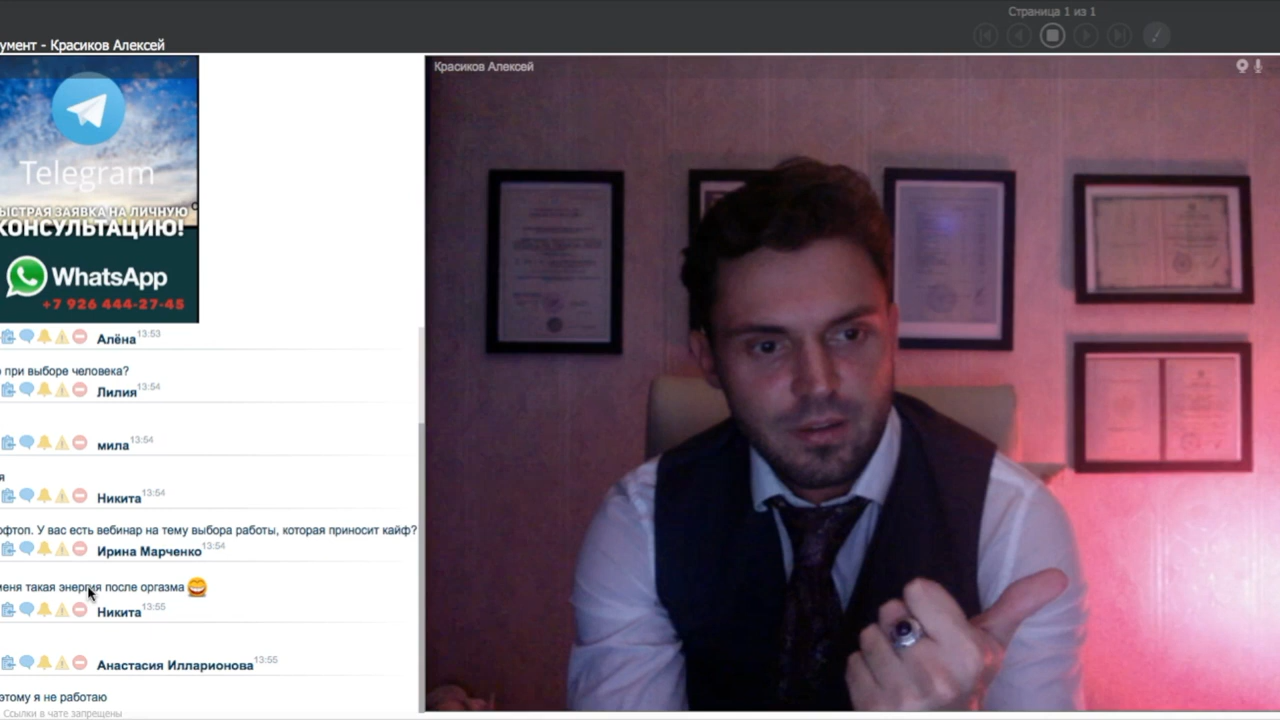 Страница 1 из 1
умент - Красиков Алексей
Красиков Алексей
Telegram
ЫСТРАЯ ЗАЯВКА НА ЛИЧНУЮ
КОНСУЛЬТАЦИЮ!
WhatsApp
+7 926 444-27-45
Алёна 13:53
при выборе человека?
Лилия 13:54
мила 13:54
я
Никита 13:54
офтоп. У вас есть вебинар на тему выбора работы, которая приносит кайф?
Ирина Марченко 13:54
меня такая энергия после оргазма
Никита 13:55
Анастасия Илларионова 13:55
этому я не работаю
Ссылки в чате запрещены